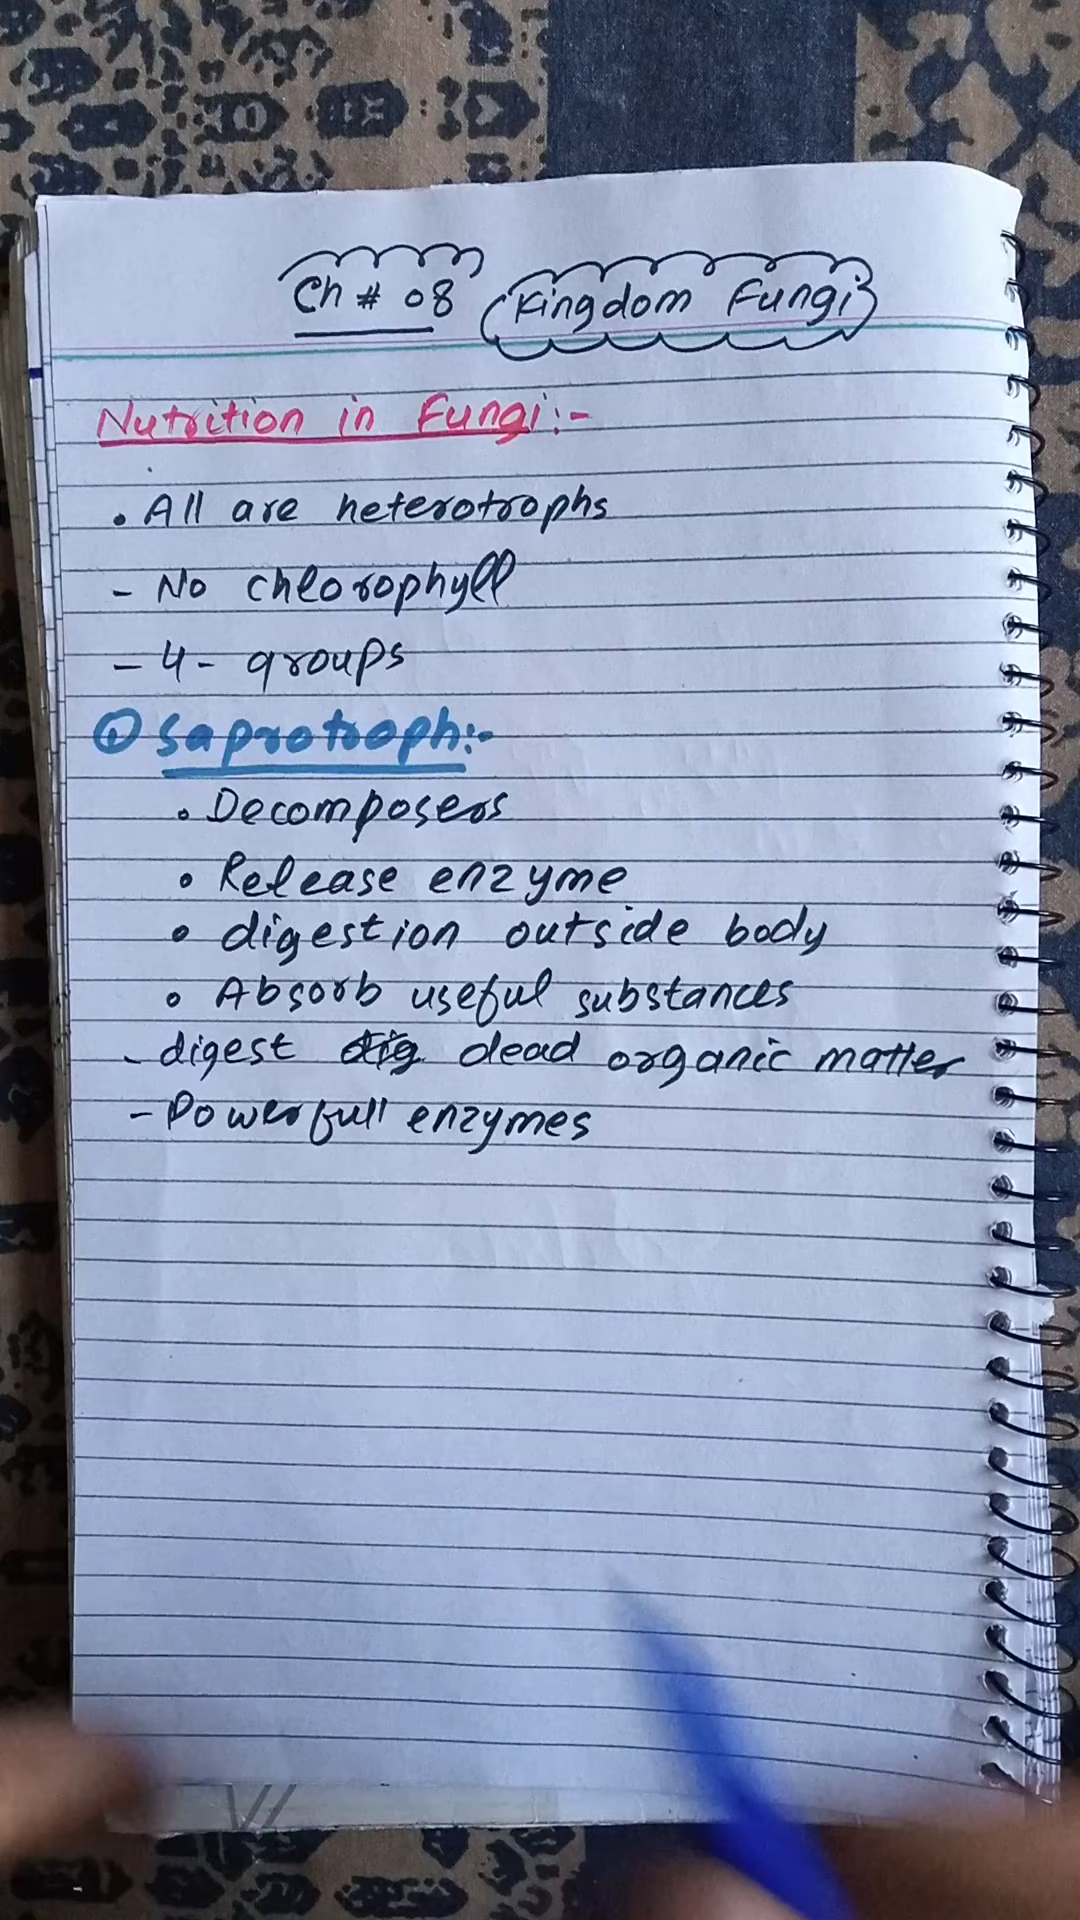 Ch # 08 Kingdom Fungi
Nutrition in Fungi:-
• All are heterotrophs
- No chlorophyll
- 4- groups
① Saprotroph:-
• Decomposers
• Release enzyme
• digestion outside body
• Absorb useful substances
- digest dig dead organic matter
- Powerfull enzymes